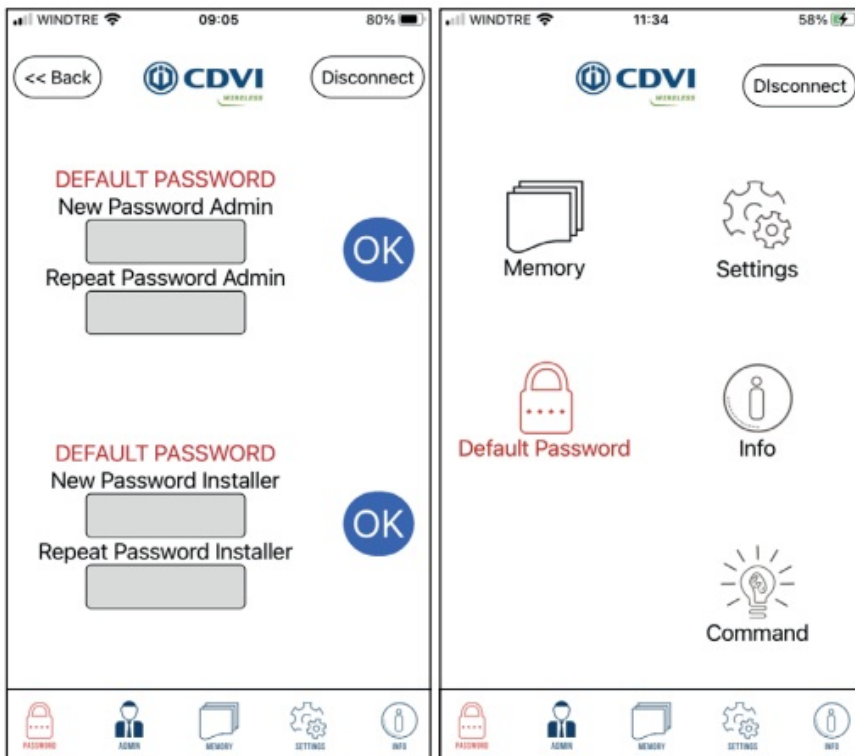 WINDTRE 09:05 80%
<< Back CDVI Disconnect
WIRELESS
DEFAULT PASSWORD
New Password Admin
OK
Repeat Password Admin
DEFAULT PASSWORD
New Password Installer
OK
Repeat Password Installer
PASSWORD ADMIN MEMORY SETTINGS INFO
WINDTRE 11:34 58%
CDVI DIsconnect
WIRELESS
Memory Settings
****
Default Password Info
Command
PASSWORD ADMIN MEMORY SETTINGS INFO